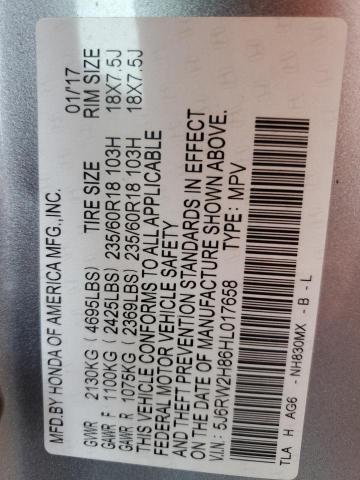 MFD.BY HONDA OF AMERICA MFG.,INC. 01/17
TIRE SIZE RIM SIZE
GVWR 2130KG ( 4695LBS)
GAWR F 1100KG ( 2425LBS) 235/60R18 103H 18X7.5J
GAWR R 1075KG ( 2369LBS) 235/60R18 103H 18X7.5J
THIS VEHICLE CONFORMS TO ALL APPLICABLE
FEDERAL MOTOR VEHICLE SAFETY
AND THEFT PREVENTION STANDARDS IN EFFECT
ON THE DATE OF MANUFACTURE SHOWN ABOVE.
V.I.N.: 5J6RW2H86HL017658 TYPE: MPV
TLA H AG6 - NH830MX - B - L